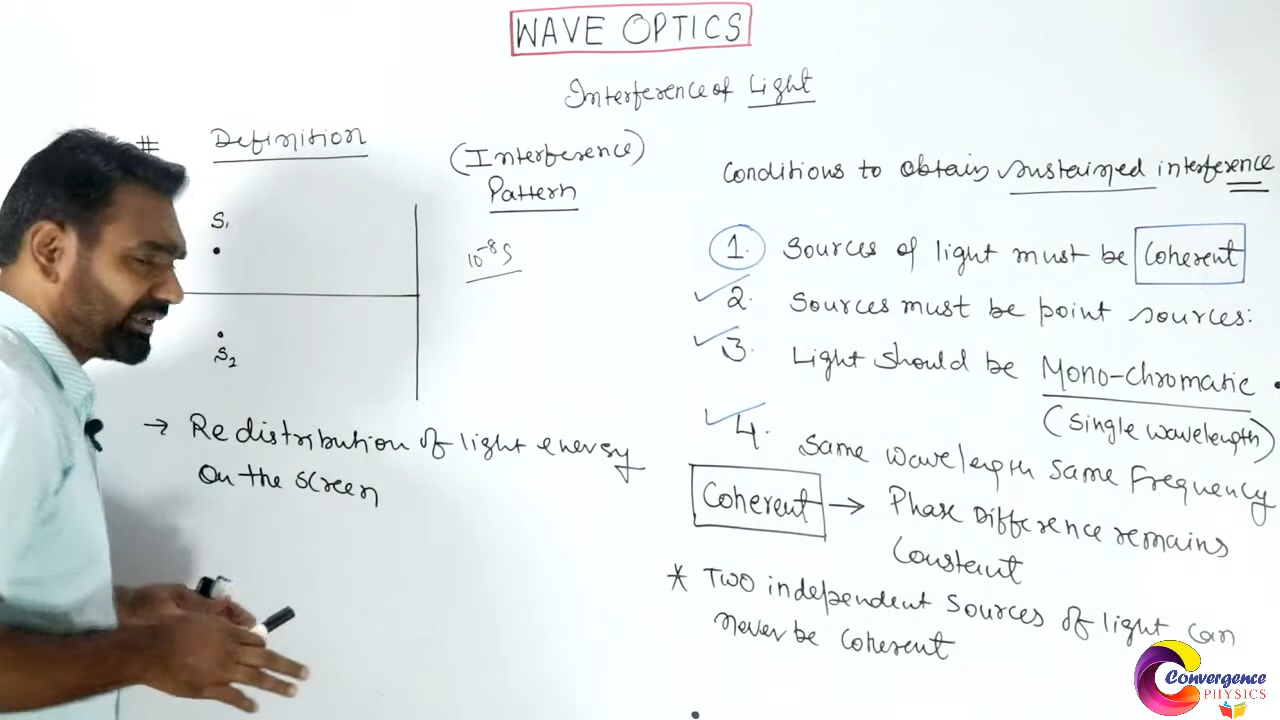 WAVE OPTICS
Interference of Light
# Definition
(Interference)
Pattern
S₁
10⁻⁸ S
S₂
→ Redistribution of light energy
on the screen
Conditions to obtain sustained interference
1. Sources of light must be Coherent
2. Sources must be point sources:
3. Light should be Mono-chromatic
(single wavelength)
4. Same wavelength same frequency
Coherent → Phase Difference remains
Constant
* Two independent sources of light can
never be coherent
Convergence
PHYSICS